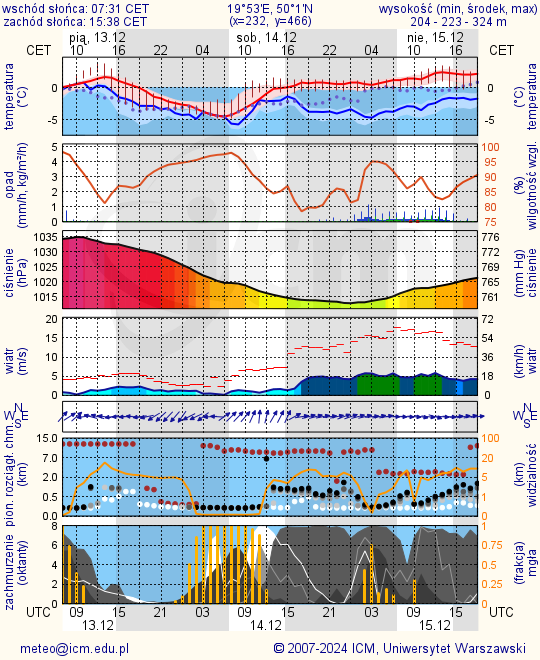 wschód słońca: 07:31 CET 19°53'E, 50°1'N wysokość (min, środek, max)
zachód słońca: 15:38 CET (x=232, y=466) 204 - 223 - 324 m
pią, 13.12 sob, 14.12 nie, 15.12
CET 10 16 22 04 10 16 22 04 10 16 CET
temperatura (°C)
0
-5
temperatura (°C)
0
-5
opad (mm/h, kg/m²/h)
5
4
3
2
1
0
100
95
90
85
80
75
(%) wilgotność wzgl.
ciśnienie (hPa)
1035
1030
1025
1020
1015
776
772
769
765
761
(mm Hg) ciśnienie
wiatr (m/s)
20
15
10
5
0
72
54
36
18
0
(km/h) wiatr
N
W E
S
N
W E
S
pion. rozciągł. chm. (km)
15.0
7.0
2.0
0.5
0.0
100
20
5
1
0
(km) widzialność
zachmurzenie (oktanty)
8
6
4
2
0
1
0.75
0.5
0.25
0
(frakcja) mgła
UTC 09 15 21 03 09 15 21 03 09 15 UTC
13.12 14.12 15.12
meteo@icm.edu.pl © 2007-2024 ICM, Uniwersytet Warszawski